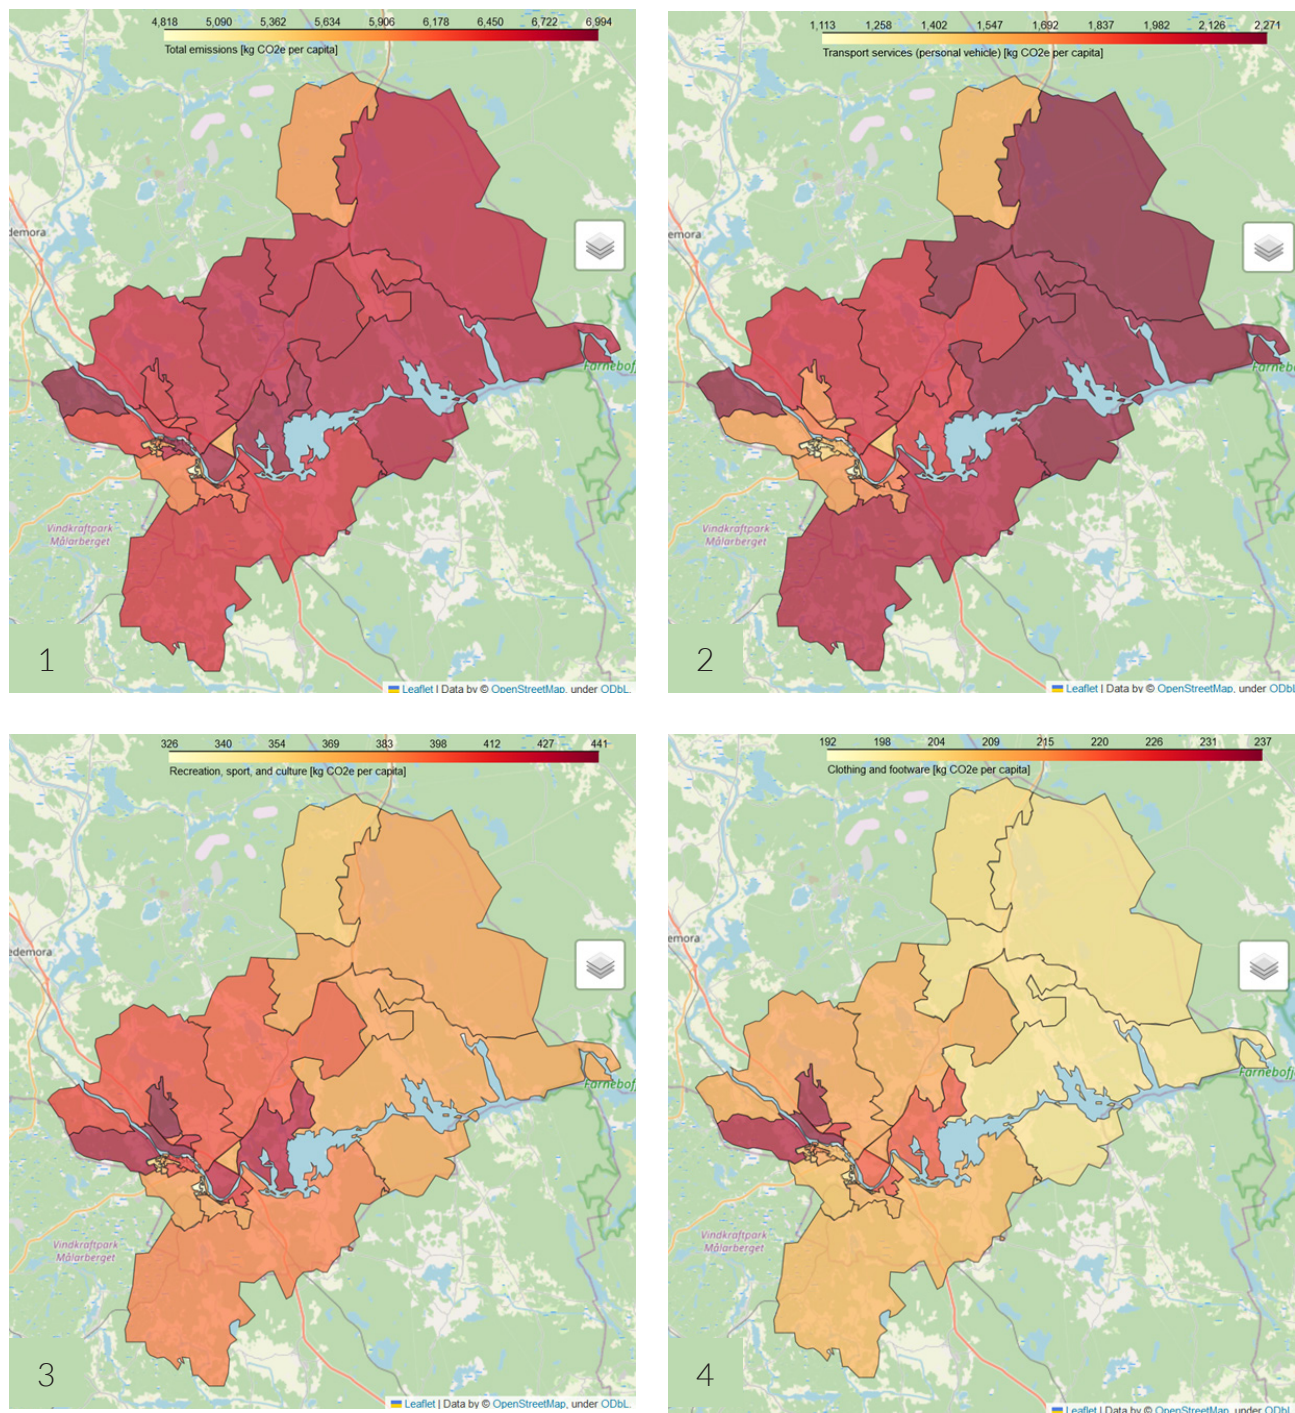 4,818 5,090 5,362 5,634 5,906 6,178 6,450 6,722 6,994
Total emissions [kg CO2e per capita]
demora
Färnebofj
Vindkraftpark
Målarberget
1
Leaflet | Data by © OpenStreetMap, under ODbL.
1,113 1,258 1,402 1,547 1,692 1,837 1,982 2,126 2,271
Transport services (personal vehicle) [kg CO2e per capita]
emora
Färneb
Vindkraftpark
Målarberget
2
Leaflet | Data by © OpenStreetMap, under ODbL
326 340 354 369 383 398 412 427 441
Recreation, sport, and culture [kg CO2e per capita]
edemora
Färnebofj
Vindkraftpark
Målarberget
3
Leaflet | Data by © OpenStreetMap, under ODbL.
192 198 204 209 215 220 226 231 237
Clothing and footware [kg CO2e per capita]
emora
Färnebofj
Vindkraftpark
Målarberget
4
Leaflet | Data by © OpenStreetMap, under ODbL